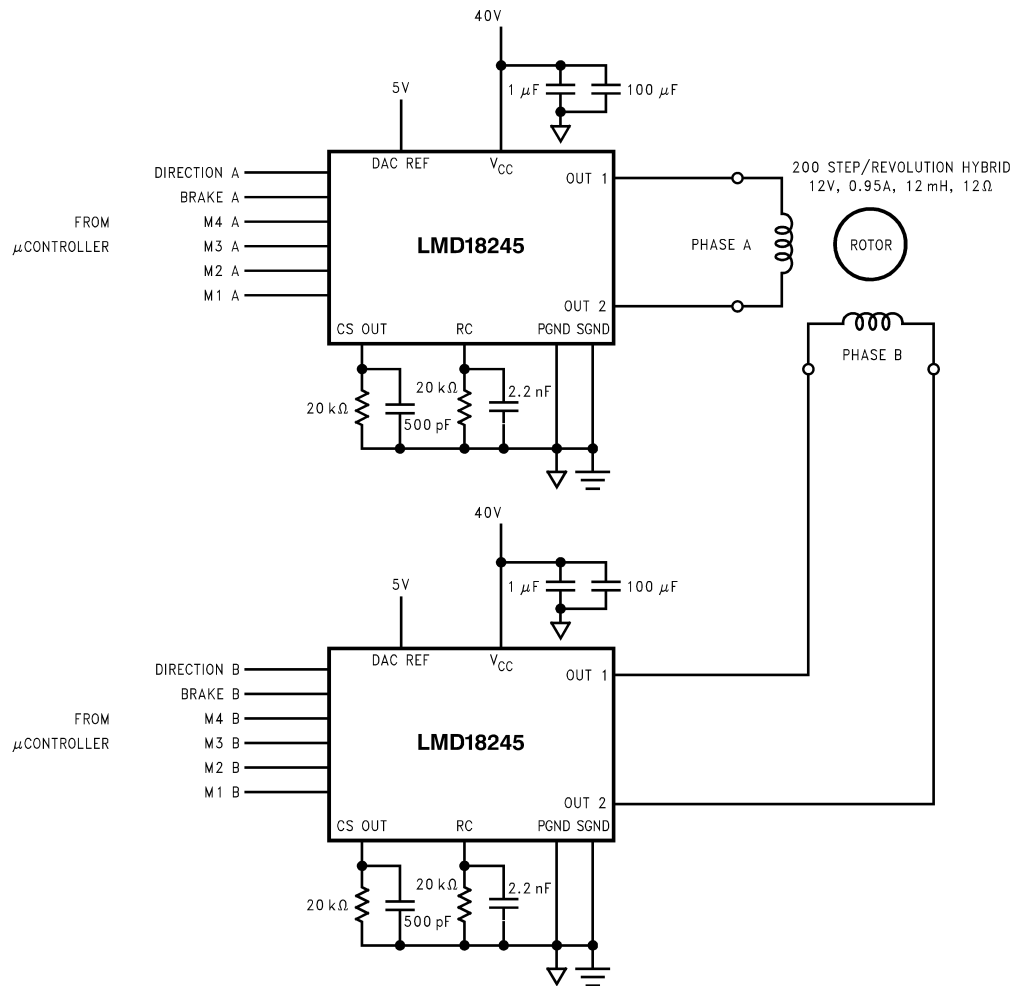 40V
1 μF
100 μF
5V
DAC REF
VCC
DIRECTION A
BRAKE A
M4 A
M3 A
M2 A
M1 A
FROM
μCONTROLLER
LMD18245
OUT 1
OUT 2
CS OUT
RC
PGND
SGND
20 kΩ
500 pF
20 kΩ
2.2 nF
PHASE A
200 STEP/REVOLUTION HYBRID
12V, 0.95A, 12 mH, 12Ω
ROTOR
PHASE B
40V
1 μF
100 μF
5V
DAC REF
VCC
DIRECTION B
BRAKE B
M4 B
M3 B
M2 B
M1 B
FROM
μCONTROLLER
LMD18245
OUT 1
OUT 2
CS OUT
RC
PGND
SGND
20 kΩ
500 pF
20 kΩ
2.2 nF